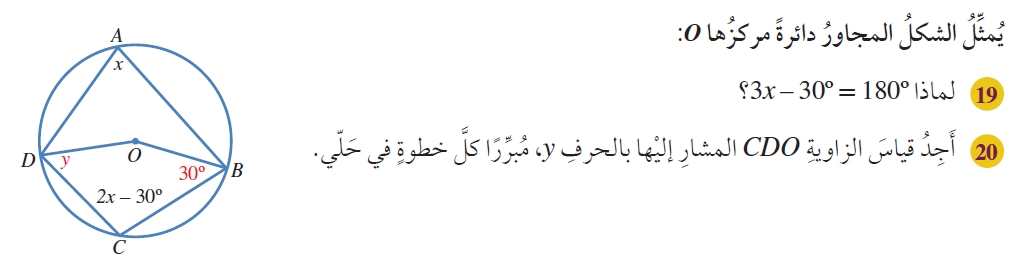 يُمثِّلُ الشكلُ المجاورُ دائرةً مركزُها O:
19 لماذا 3x – 30° = 180°؟
20 أَجِدُ قياسَ الزاويةِ CDO المشارِ إليْها بالحرفِ y، مُبرِّرًا كلَّ خطوةٍ في حَلّي.
A
x
D y O 30° B
2x – 30°
C